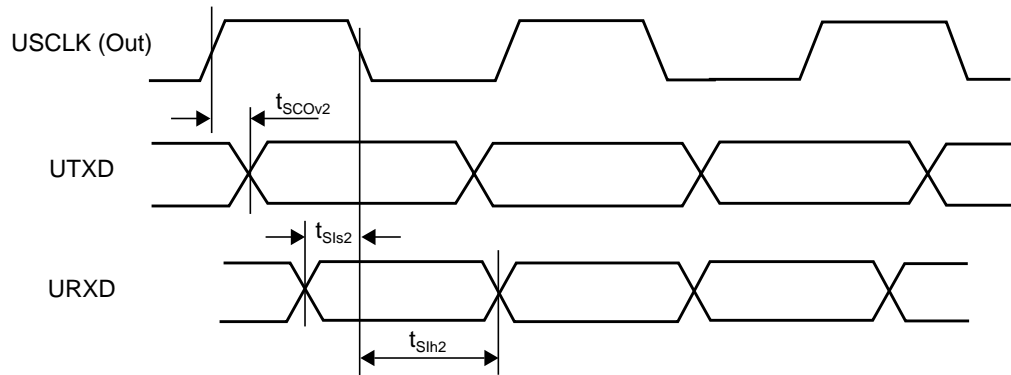 USCLK (Out)
tSCOv2
UTXD
tSIs2
URXD
tSIh2